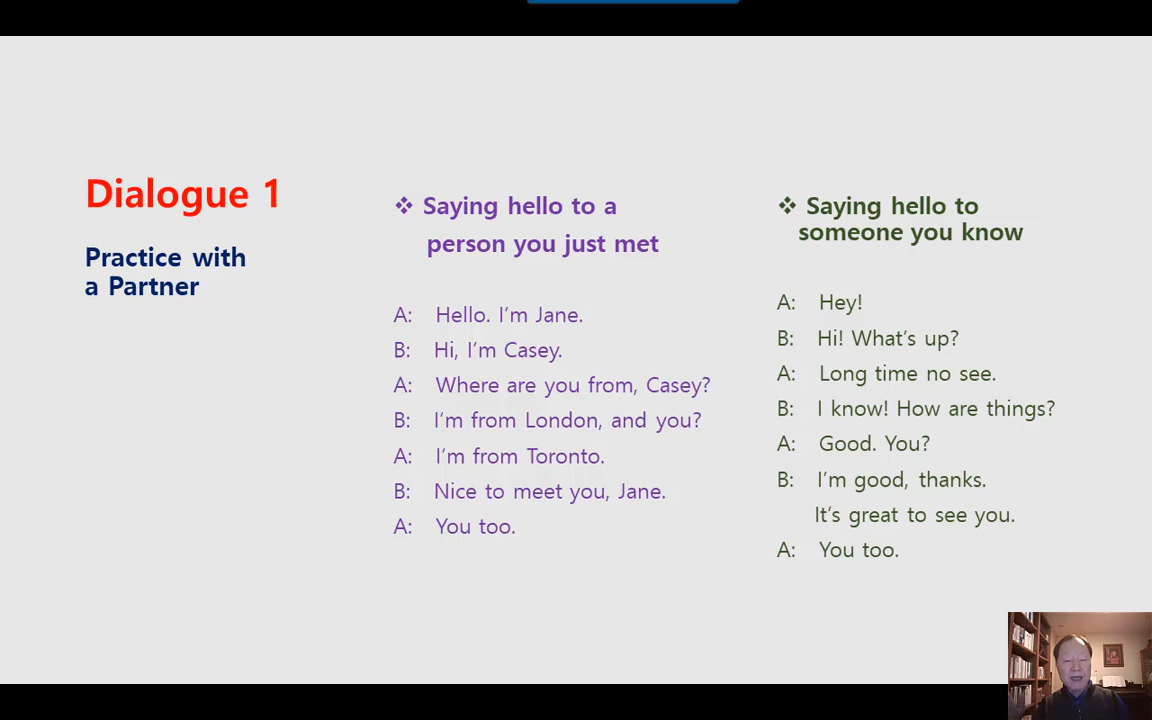 Dialogue 1
Practice with
a Partner
❖ Saying hello to a
person you just met
A: Hello. I’m Jane.
B: Hi, I’m Casey.
A: Where are you from, Casey?
B: I’m from London, and you?
A: I’m from Toronto.
B: Nice to meet you, Jane.
A: You too.
❖ Saying hello to
someone you know
A: Hey!
B: Hi! What’s up?
A: Long time no see.
B: I know! How are things?
A: Good. You?
B: I’m good, thanks.
It’s great to see you.
A: You too.